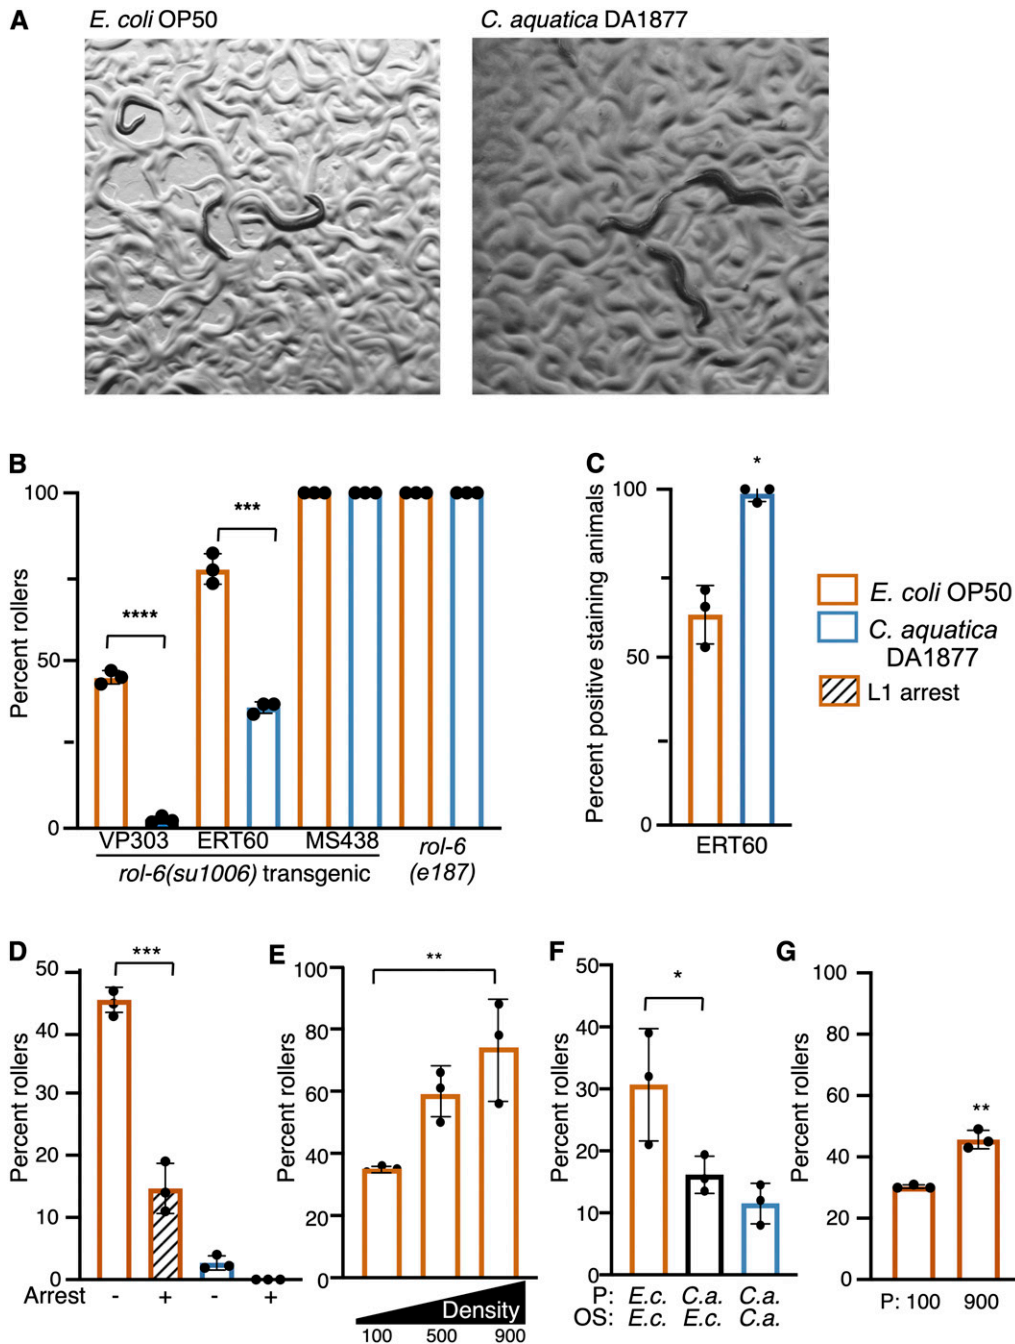 A
E. coli OP50
C. aquatica DA1877
B
Percent rollers
100
50
0
****
***
VP303 ERT60 MS438 rol-6
(e187)
rol-6(su1006) transgenic
C
Percent positive staining animals
100
50
0
*
ERT60
E. coli OP50
C. aquatica
DA1877
L1 arrest
D
Percent rollers
50
40
30
20
10
0
***
Arrest - + - +
E
Percent rollers
100
80
60
40
20
0
**
Density
100 500 900
F
Percent rollers
50
40
30
20
10
0
*
P: E.c. C.a. C.a.
OS: E.c. E.c. C.a.
G
Percent rollers
100
80
60
40
20
0
**
P: 100 900